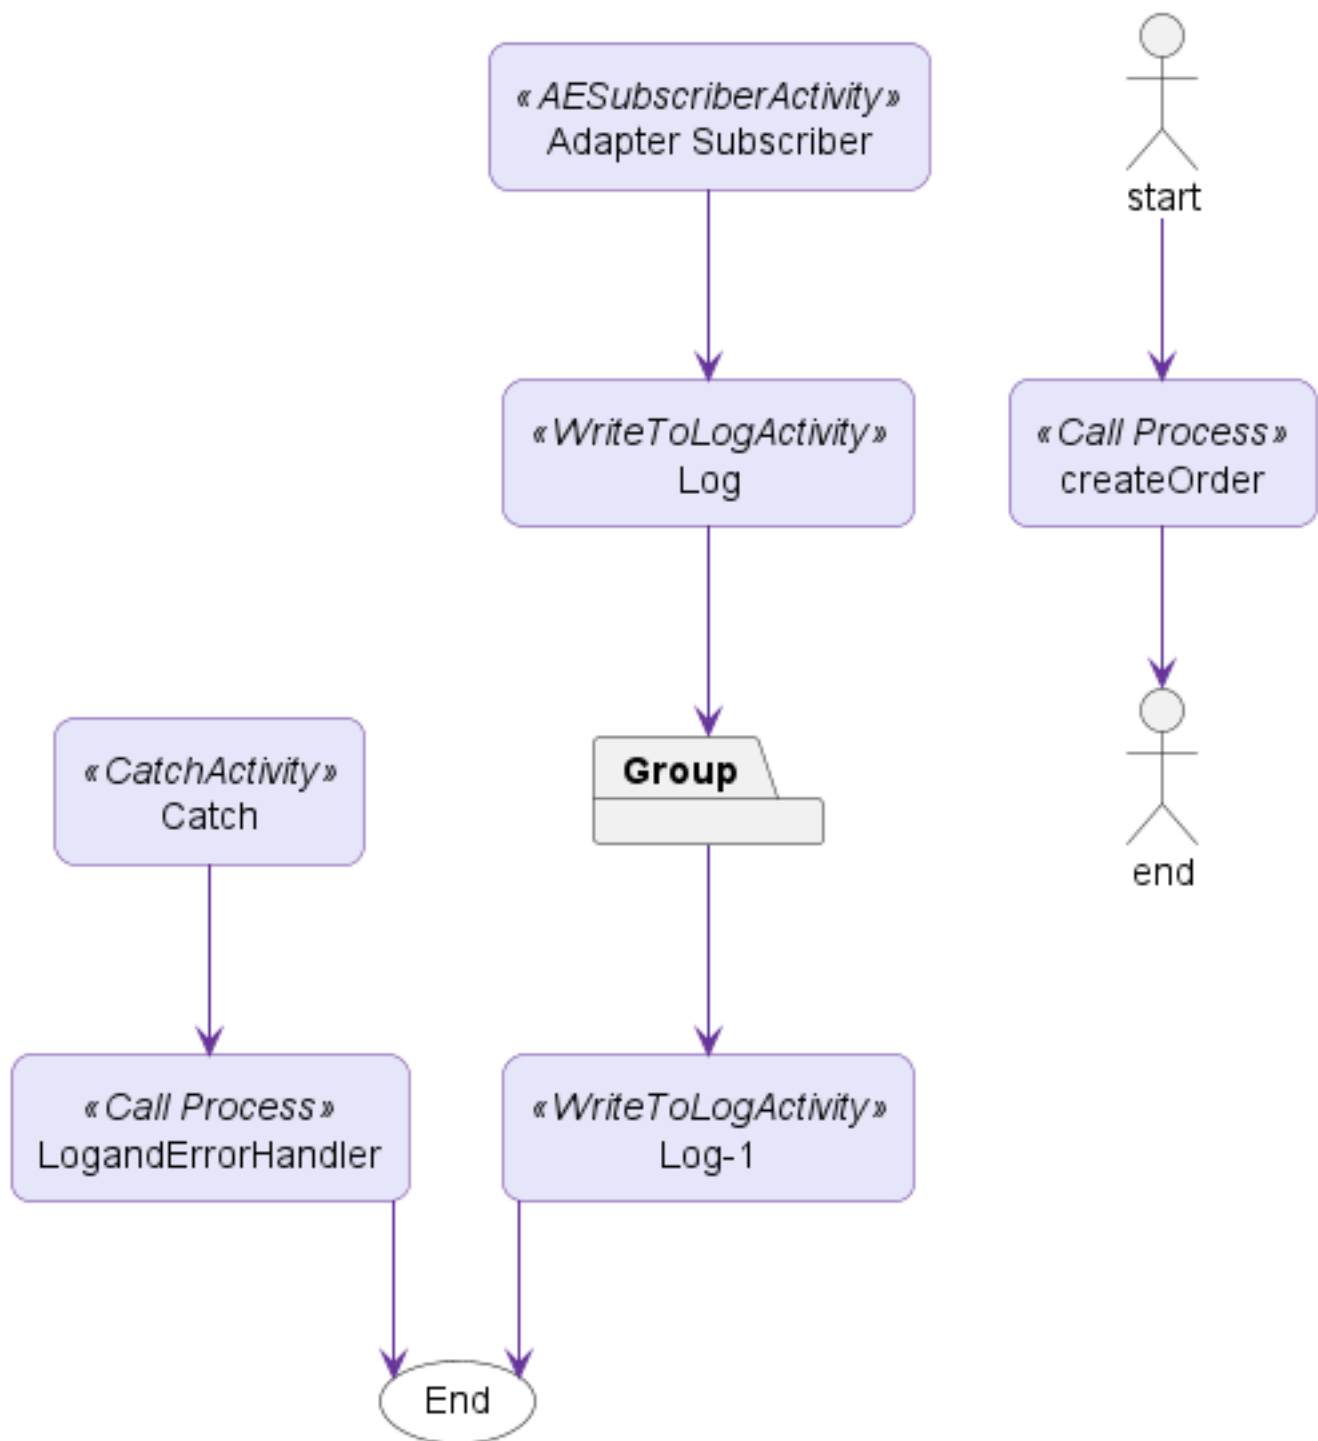 «AESubscriberActivity»
Adapter Subscriber
start
«WriteToLogActivity»
Log
«Call Process»
createOrder
«CatchActivity»
Catch
Group
end
«Call Process»
LogandErrorHandler
«WriteToLogActivity»
Log-1
End